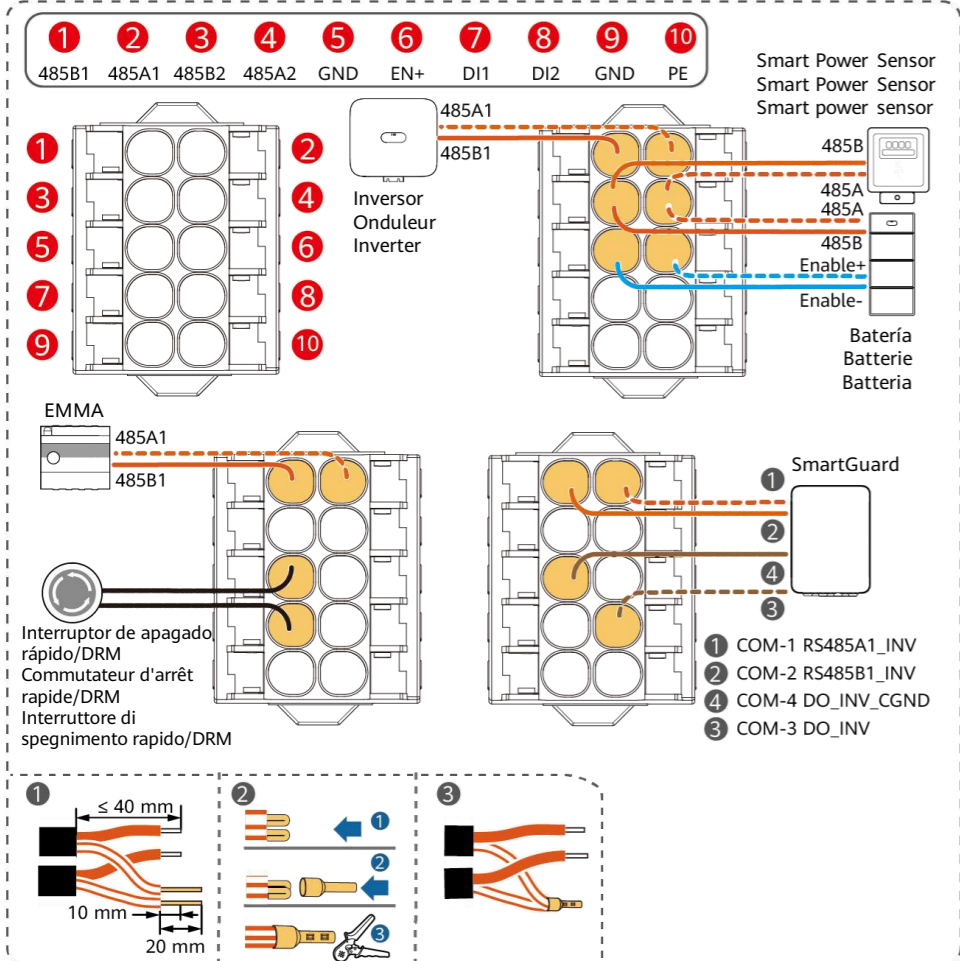 1 2 3 4 5 6 7 8 9 10
485B1 485A1 485B2 485A2 GND EN+ DI1 DI2 GND PE
1 2
3 4
5 6
7 8
9 10
485A1
485B1
Inversor
Onduleur
Inverter
Smart Power Sensor
Smart Power Sensor
Smart power sensor
485B
485A
485A
485B
Enable+
Enable-
Batería
Batterie
Batteria
EMMA
485A1
485B1
Interruptor de apagado
rápido/DRM
Commutateur d'arrêt
rapide/DRM
Interruttore di
spegnimento rapido/DRM
SmartGuard
1
2
4
3
1 COM-1 RS485A1_INV
2 COM-2 RS485B1_INV
4 COM-4 DO_INV_CGND
3 COM-3 DO_INV
1
≤ 40 mm
10 mm
20 mm
2
1
2
3
3